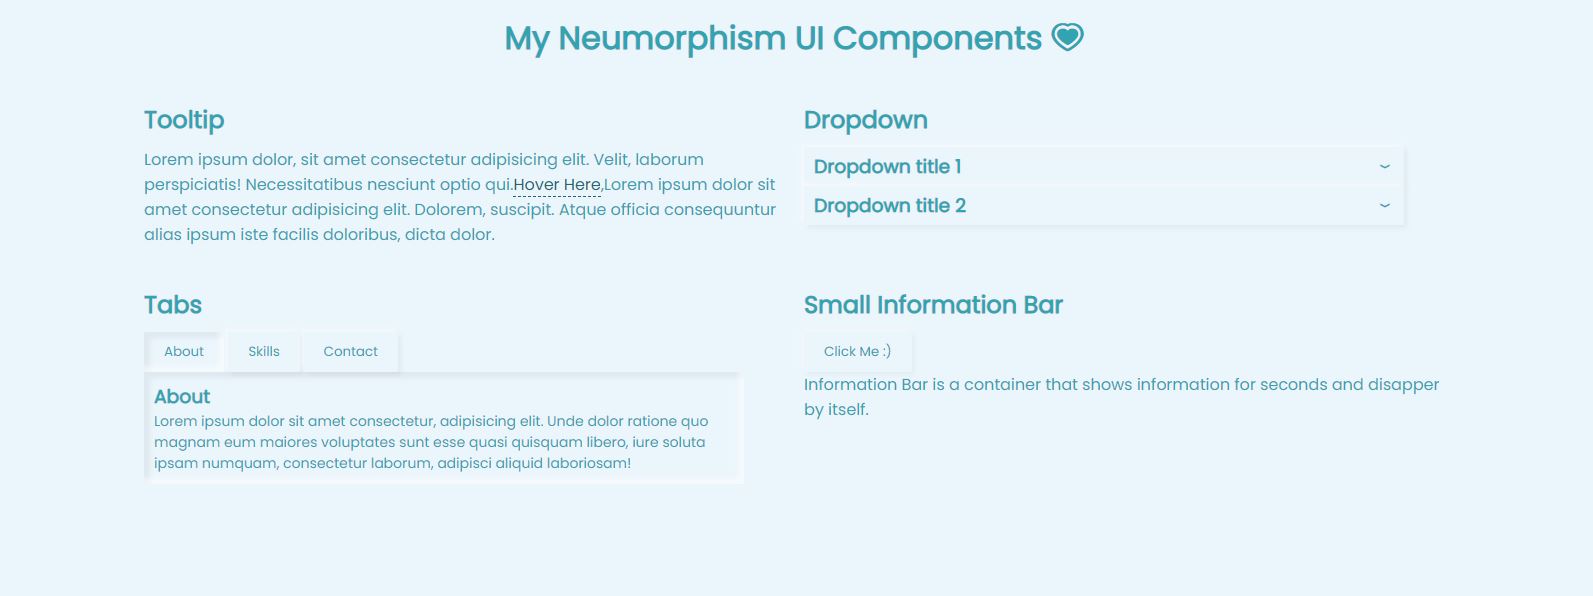 My Neumorphism UI Components
Tooltip
Lorem ipsum dolor, sit amet consectetur adipisicing elit. Velit, laborum
perspiciatis! Necessitatibus nesciunt optio qui.Hover Here,Lorem ipsum dolor sit
amet consectetur adipisicing elit. Dolorem, suscipit. Atque officia consequuntur
alias ipsum iste facilis doloribus, dicta dolor.
Dropdown
Dropdown title 1
Dropdown title 2
Tabs
About
Skills
Contact
About
Lorem ipsum dolor sit amet consectetur, adipisicing elit. Unde dolor ratione quo
magnam eum maiores voluptates sunt esse quasi quisquam libero, iure soluta
ipsam numquam, consectetur laborum, adipisci aliquid laboriosam!
Small Information Bar
Click Me :)
Information Bar is a container that shows information for seconds and disapper
by itself.